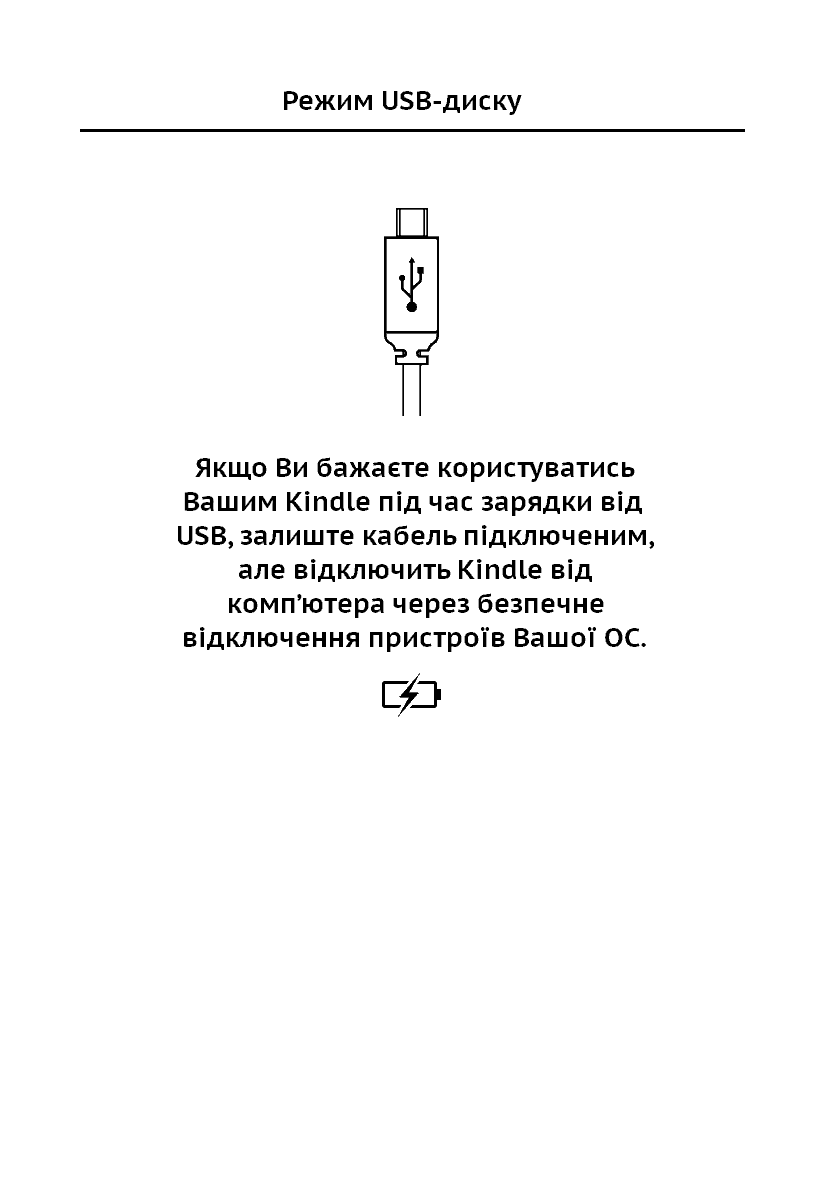 Режим USB-диску
Якщо Ви бажаєте користуватись
Вашим Kindle під час зарядки від
USB, залиште кабель підключеним,
але відключить Kindle від
комп’ютера через безпечне
відключення пристроїв Вашої ОС.